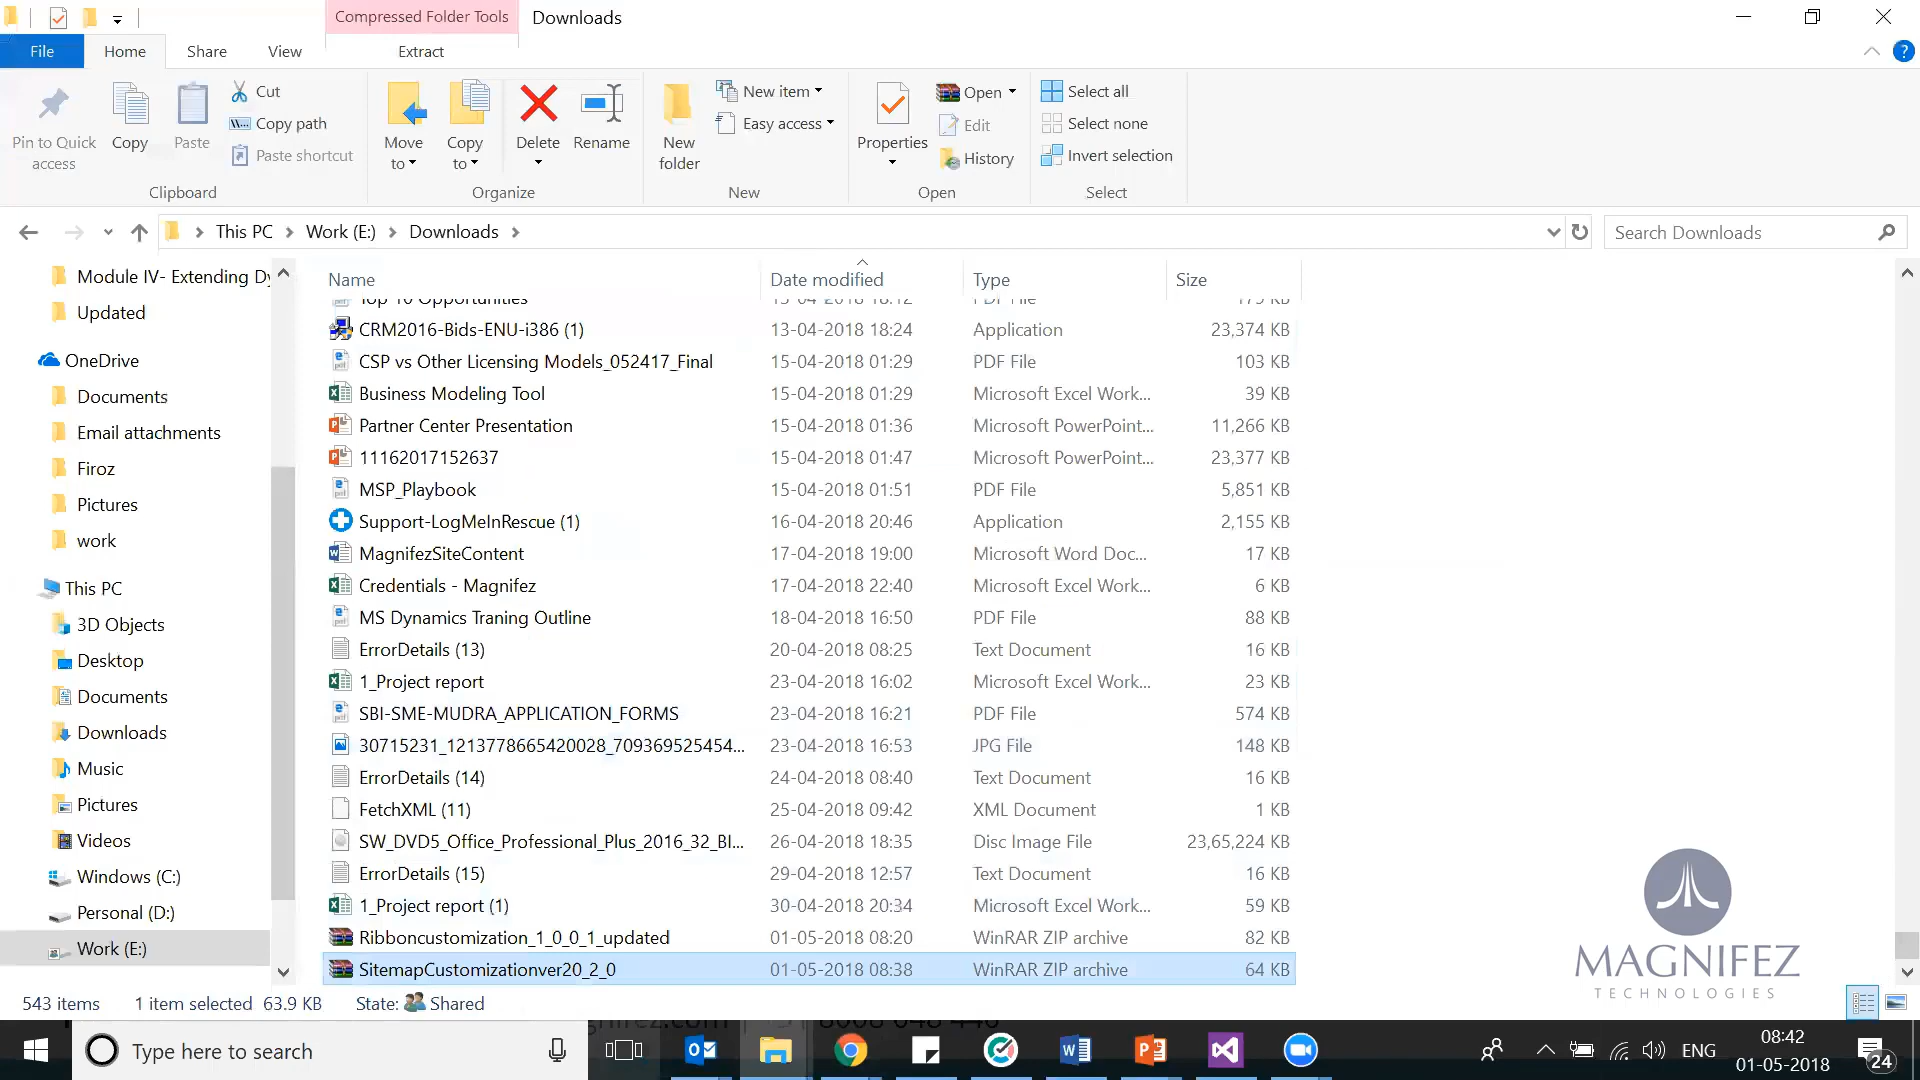 Compressed Folder Tools Downloads
File Home Share View Extract
Pin to Quick access
Copy
Paste
Cut
Copy path
Paste shortcut
Clipboard
Move to
Copy to
Delete
Rename
Organize
New folder
New item
Easy access
New
Properties
Open
Edit
History
Open
Select all
Select none
Invert selection
Select
This PC Work (E:) Downloads
Search Downloads
Module IV- Extending Dy
Updated
OneDrive
Documents
Email attachments
Firoz
Pictures
work
This PC
3D Objects
Desktop
Documents
Downloads
Music
Pictures
Videos
Windows (C:)
Personal (D:)
Work (E:)
Name Date modified Type Size
Top 10 Opportunities 13-04-2018 18:12 PDF File 179 KB
CRM2016-Bids-ENU-i386 (1) 13-04-2018 18:24 Application 23,374 KB
CSP vs Other Licensing Models_052417_Final 15-04-2018 01:29 PDF File 103 KB
Business Modeling Tool 15-04-2018 01:29 Microsoft Excel Work... 39 KB
Partner Center Presentation 15-04-2018 01:36 Microsoft PowerPoint... 11,266 KB
11162017152637 15-04-2018 01:47 Microsoft PowerPoint... 23,377 KB
MSP_Playbook 15-04-2018 01:51 PDF File 5,851 KB
Support-LogMeInRescue (1) 16-04-2018 20:46 Application 2,155 KB
MagnifezSiteContent 17-04-2018 19:00 Microsoft Word Doc... 17 KB
Credentials - Magnifez 17-04-2018 22:40 Microsoft Excel Work... 6 KB
MS Dynamics Traning Outline 18-04-2018 16:50 PDF File 88 KB
ErrorDetails (13) 20-04-2018 08:25 Text Document 16 KB
1_Project report 23-04-2018 16:02 Microsoft Excel Work... 23 KB
SBI-SME-MUDRA_APPLICATION_FORMS 23-04-2018 16:21 PDF File 574 KB
30715231_1213778665420028_709369525454... 23-04-2018 16:53 JPG File 148 KB
ErrorDetails (14) 24-04-2018 08:40 Text Document 16 KB
FetchXML (11) 25-04-2018 09:42 XML Document 1 KB
SW_DVD5_Office_Professional_Plus_2016_32_BI... 26-04-2018 18:35 Disc Image File 23,65,224 KB
ErrorDetails (15) 29-04-2018 12:57 Text Document 16 KB
1_Project report (1) 30-04-2018 20:34 Microsoft Excel Work... 59 KB
Ribboncustomization_1_0_0_1_updated 01-05-2018 08:20 WinRAR ZIP archive 82 KB
SitemapCustomizationver20_2_0 01-05-2018 08:38 WinRAR ZIP archive 64 KB
MAGNIFEZ
TECHNOLOGIES
543 items 1 item selected 63.9 KB State: Shared
Type here to search
ENG
08:42
01-05-2018
24